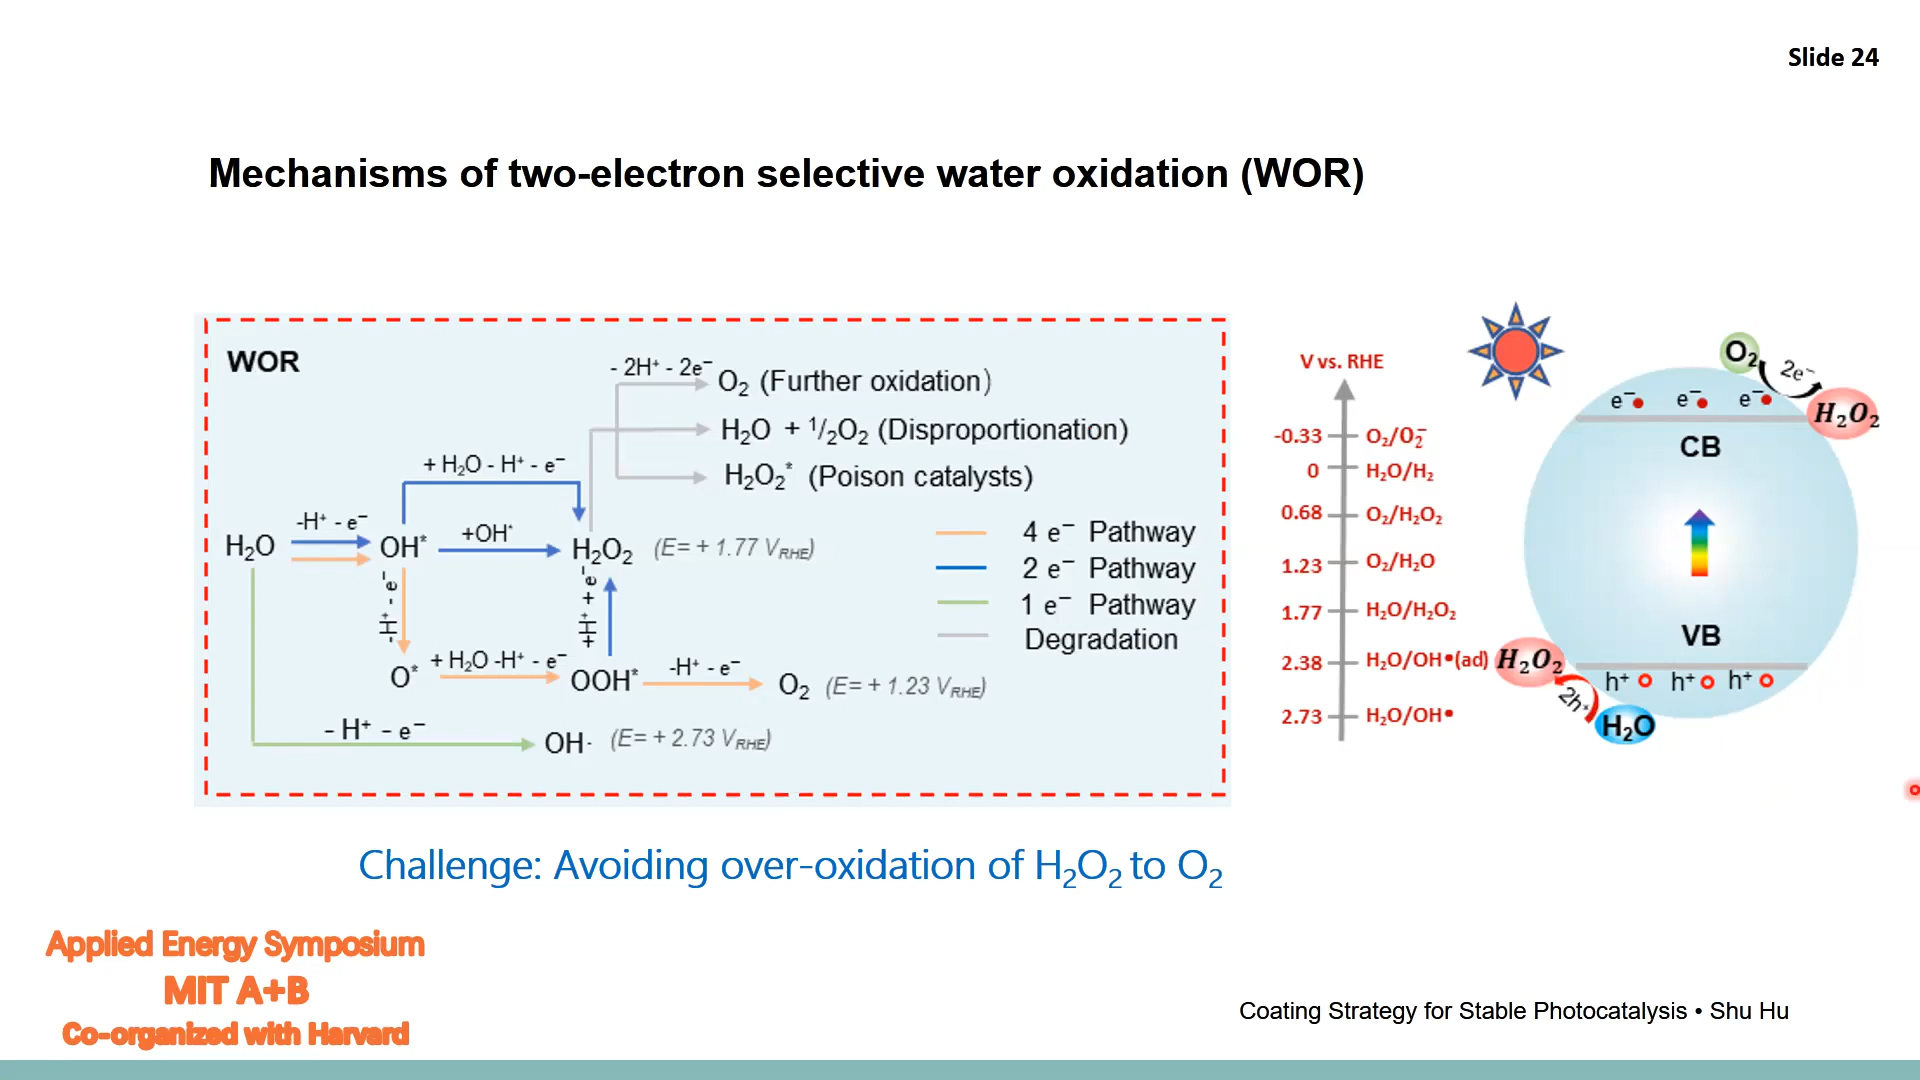 Slide 24
Mechanisms of two-electron selective water oxidation (WOR)
WOR
- 2H⁺ - 2e⁻
O₂ (Further oxidation)
H₂O + ¹/₂O₂ (Disproportionation)
H₂O₂* (Poison catalysts)
+ H₂O - H⁺ - e⁻
-H⁺ - e⁻
+OH*
H₂O
OH*
H₂O₂
(E= + 1.77 V_RHE)
-H⁺ - e⁻
+H⁺ + e⁻
O*
+ H₂O -H⁺ - e⁻
OOH*
-H⁺ - e⁻
O₂
(E= + 1.23 V_RHE)
- H⁺ - e⁻
OH·
(E= + 2.73 V_RHE)
4 e⁻ Pathway
2 e⁻ Pathway
1 e⁻ Pathway
Degradation
V vs. RHE
-0.33 O₂/O₂⁻
0 H₂O/H₂
0.68 O₂/H₂O₂
1.23 O₂/H₂O
1.77 H₂O/H₂O₂
2.38 H₂O/OH•(ad)
2.73 H₂O/OH•
O₂
2e⁻
H₂O₂
e⁻ e⁻ e⁻
CB
VB
H₂O₂
h⁺ h⁺ h⁺
2h⁺
H₂O
Challenge: Avoiding over-oxidation of H₂O₂ to O₂
Applied Energy Symposium
MIT A+B
Co-organized with Harvard
Coating Strategy for Stable Photocatalysis • Shu Hu